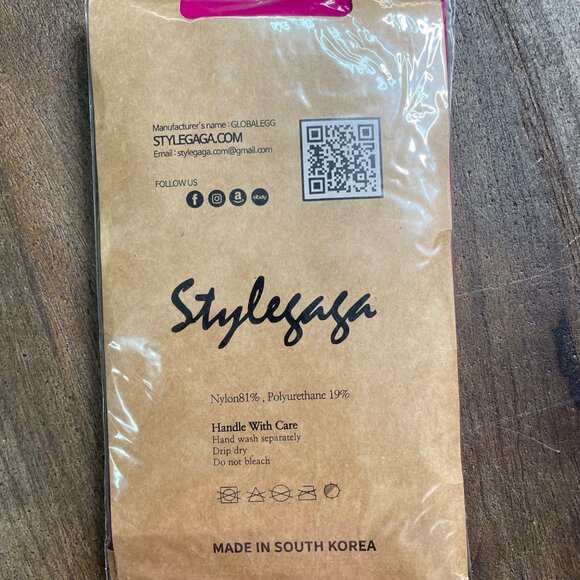 Manufacturer's name : GLOBALEGG
STYLEGAGA.COM
Email : stylegaga.com@gmail.com
FOLLOW US
f a ebay
Stylegaga
Nylon81% , Polyurethane 19%
Handle With Care
Hand wash separately
Drip dry
Do not bleach
MADE IN SOUTH KOREA